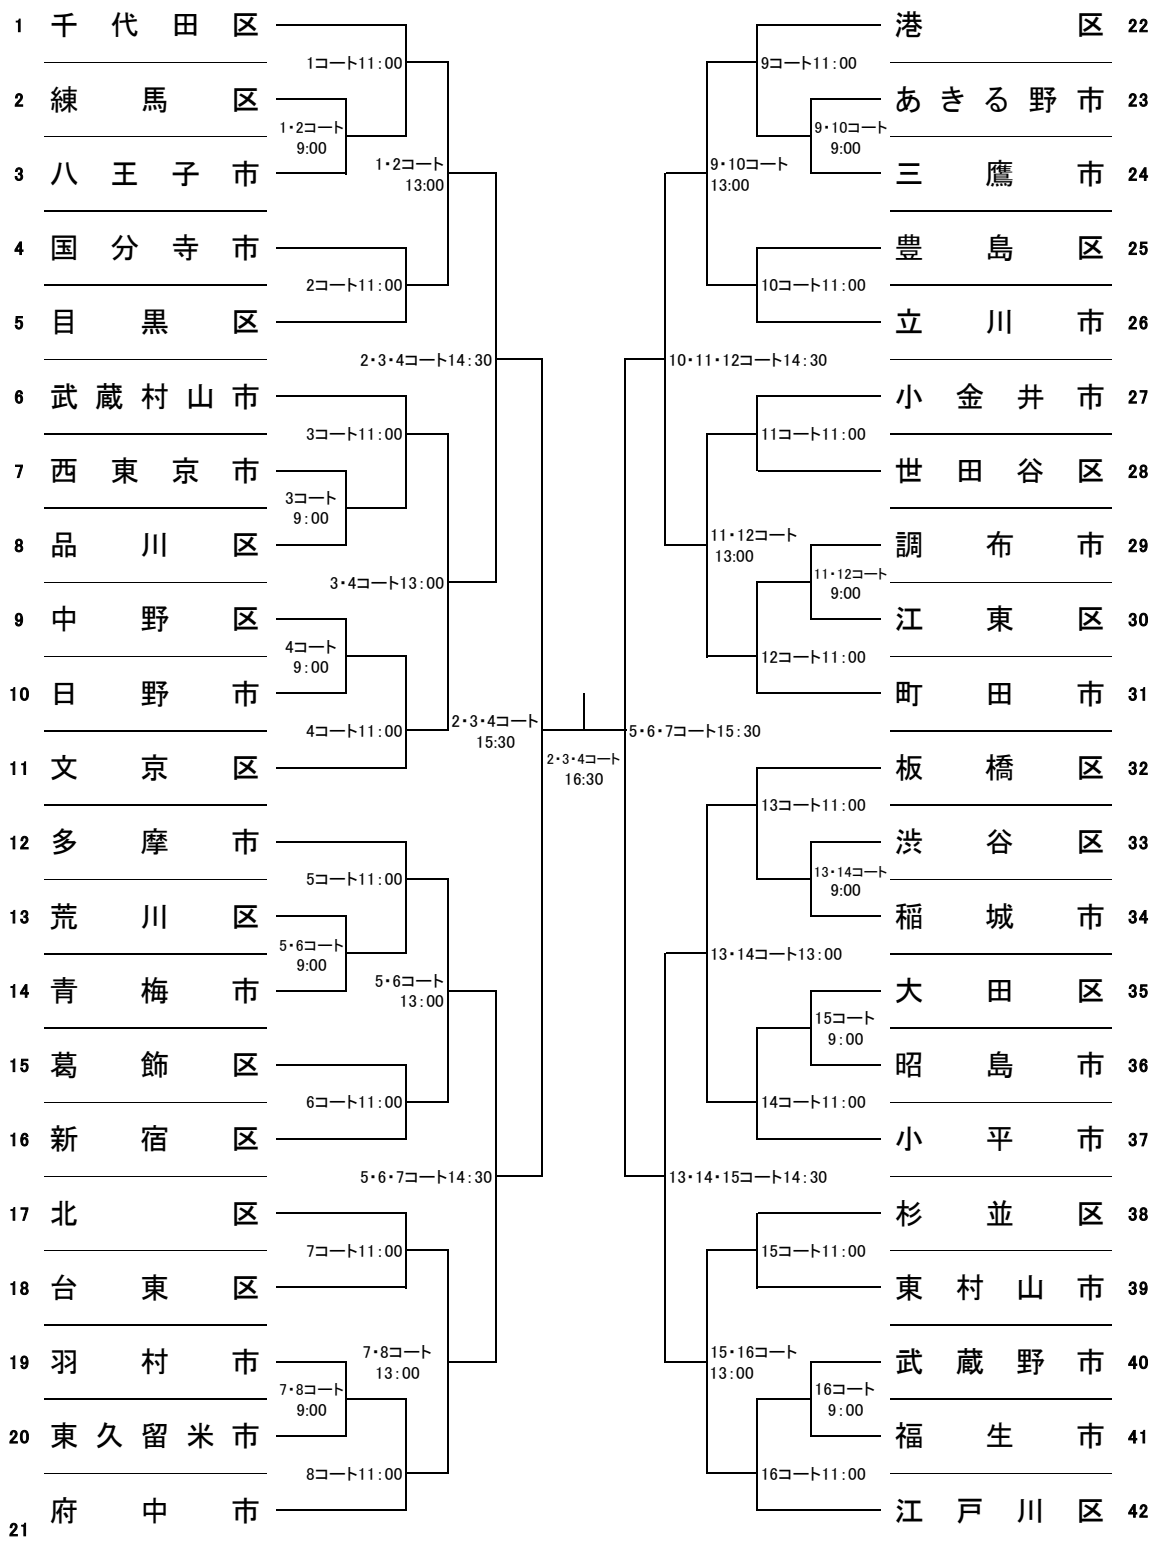 1 千代田区
1コート11:00
2 練馬区
1・2コート
9:00
3 八王子市
1・2コート
13:00
4 国分寺市
2コート11:00
5 目黒区
2・3・4コート14:30
6 武蔵村山市
3コート11:00
7 西東京市
3コート
9:00
8 品川区
3・4コート13:00
9 中野区
4コート
9:00
10 日野市
4コート11:00
2・3・4コート
15:30
11 文京区
12 多摩市
5コート11:00
13 荒川区
5・6コート
9:00
14 青梅市
5・6コート
13:00
15 葛飾区
6コート11:00
16 新宿区
5・6・7コート14:30
17 北区
7コート11:00
18 台東区
19 羽村市
7・8コート
13:00
7・8コート
9:00
20 東久留米市
8コート11:00
府中市
21
2・3・4コート
16:30
港区 22
9コート11:00
あきる野市 23
9・10コート
9:00
三鷹市 24
9・10コート
13:00
豊島区 25
10コート11:00
立川市 26
10・11・12コート14:30
小金井市 27
11コート11:00
世田谷区 28
11・12コート
13:00
調布市 29
11・12コート
9:00
江東区 30
12コート11:00
町田市 31
5・6・7コート15:30
板橋区 32
13コート11:00
渋谷区 33
13・14コート
9:00
稲城市 34
13・14コート13:00
大田区 35
15コート
9:00
昭島市 36
14コート11:00
小平市 37
13・14・15コート14:30
杉並区 38
15コート11:00
東村山市 39
15・16コート
13:00
武蔵野市 40
16コート
9:00
福生市 41
16コート11:00
江戸川区 42